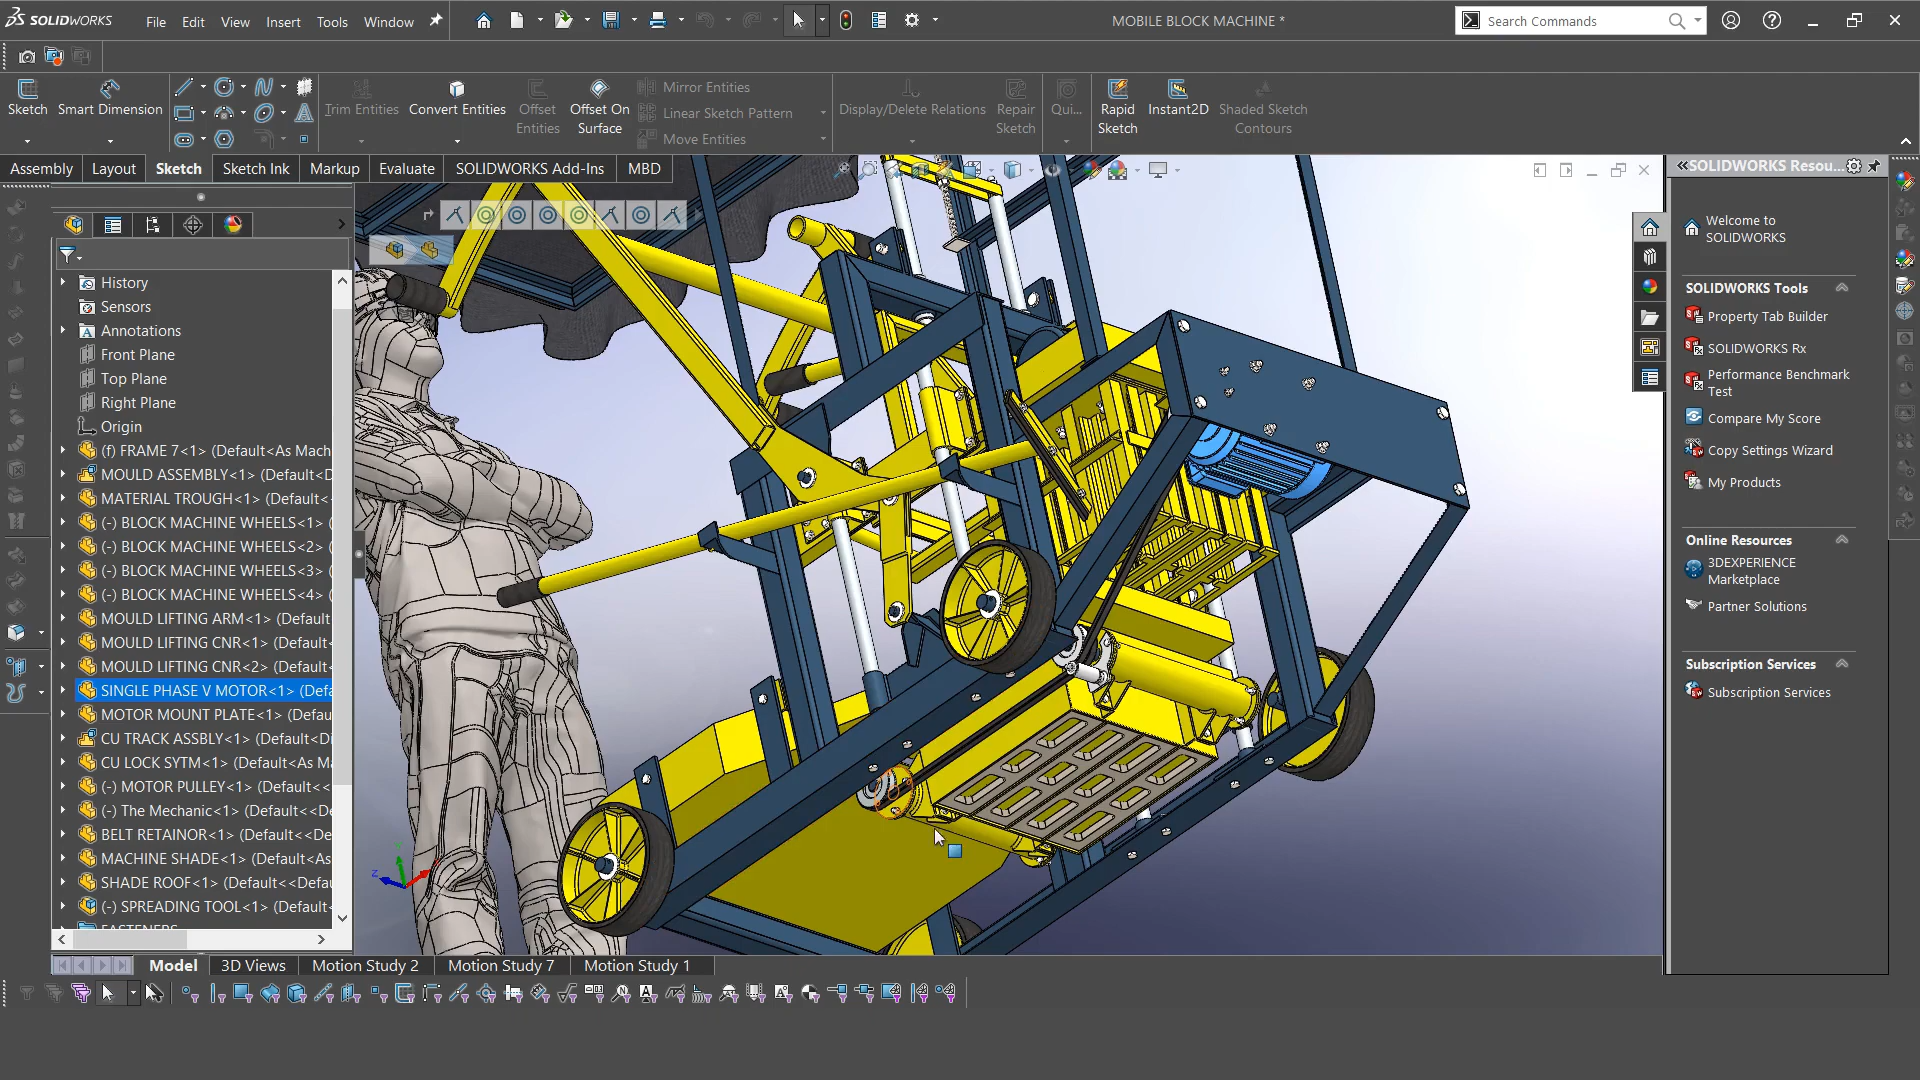 SOLIDWORKS
File Edit View Insert Tools Window
MOBILE BLOCK MACHINE *
Search Commands
Sketch
Smart Dimension
Trim Entities
Convert Entities
Offset
Entities
Offset On
Surface
Mirror Entities
Linear Sketch Pattern
Move Entities
Display/Delete Relations
Repair
Sketch
Qui...
Rapid
Sketch
Instant2D
Shaded Sketch
Contours
Assembly Layout Sketch Sketch Ink Markup Evaluate SOLIDWORKS Add-Ins MBD
History
Sensors
Annotations
Front Plane
Top Plane
Right Plane
Origin
(f) FRAME 7<1> (Default<As Mach
MOULD ASSEMBLY<1> (Default<D
MATERIAL TROUGH<1> (Default<
(-) BLOCK MACHINE WHEELS<1> (
(-) BLOCK MACHINE WHEELS<2> (
(-) BLOCK MACHINE WHEELS<3> (
(-) BLOCK MACHINE WHEELS<4> (
MOULD LIFTING ARM<1> (Default
MOULD LIFTING CNR<1> (Default<
MOULD LIFTING CNR<2> (Default<
SINGLE PHASE V MOTOR<1> (Defa
MOTOR MOUNT PLATE<1> (Defau
CU TRACK ASSBLY<1> (Default<Di
CU LOCK SYTM<1> (Default<As Ma
(-) MOTOR PULLEY<1> (Default<<
(-) The Mechanic<1> (Default<<De
BELT RETAINOR<1> (Default<<De
MACHINE SHADE<1> (Default<As
SHADE ROOF<1> (Default<<Defau
(-) SPREADING TOOL<1> (Default<
FASTENERS
Z
Model 3D Views Motion Study 2 Motion Study 7 Motion Study 1
SOLIDWORKS Resou...
Welcome to
SOLIDWORKS
SOLIDWORKS Tools
Property Tab Builder
SOLIDWORKS Rx
Performance Benchmark
Test
Compare My Score
Copy Settings Wizard
My Products
Online Resources
3DEXPERIENCE
Marketplace
Partner Solutions
Subscription Services
Subscription Services